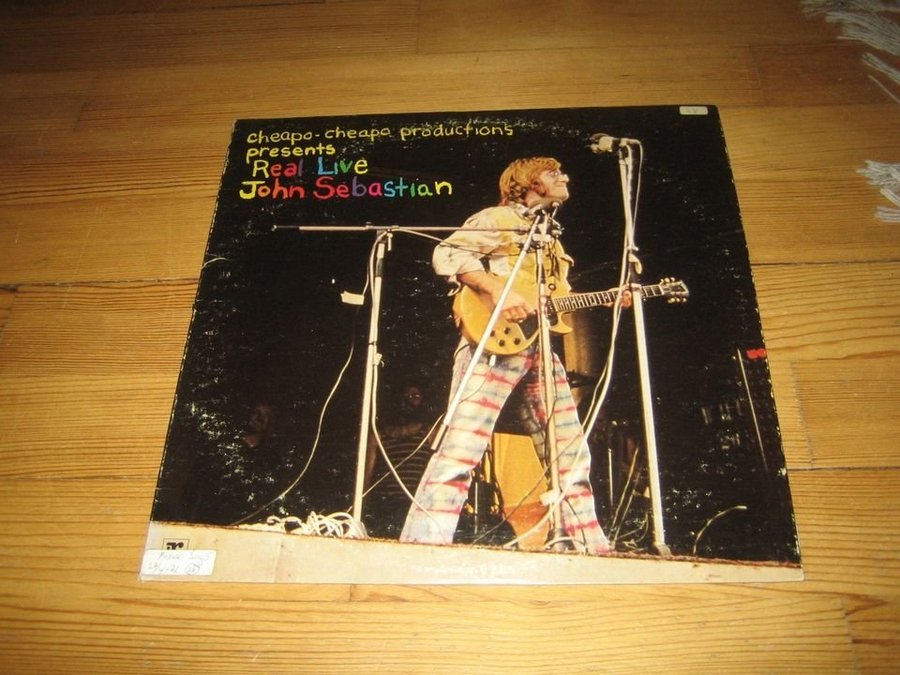 cheapo-cheapo productions
presents
Real Live
John Sebastian